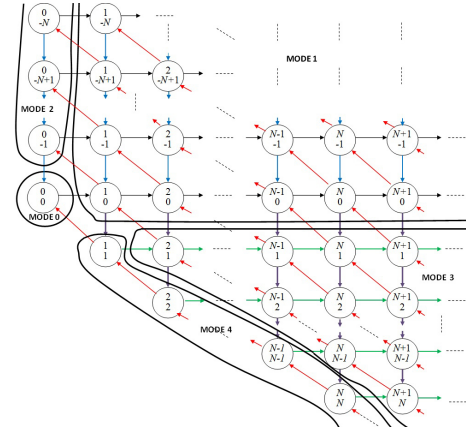 0 1
-N -N
MODE 1
0 1 2
-N+1 -N+1 -N+1
MODE 2
0 1 2 N-1 N N+1
-1 -1 -1 -1 -1 -1
0 1 2 N-1 N N+1
0 0 0 0 0 0
MODE 0
1 2 N-1 N N+1
1 1 1 1 1
MODE 3
2 N-1 N N+1
2 2 2 2
MODE 4
N-1 N N+1
N-1 N-1 N-1
N N+1
N N